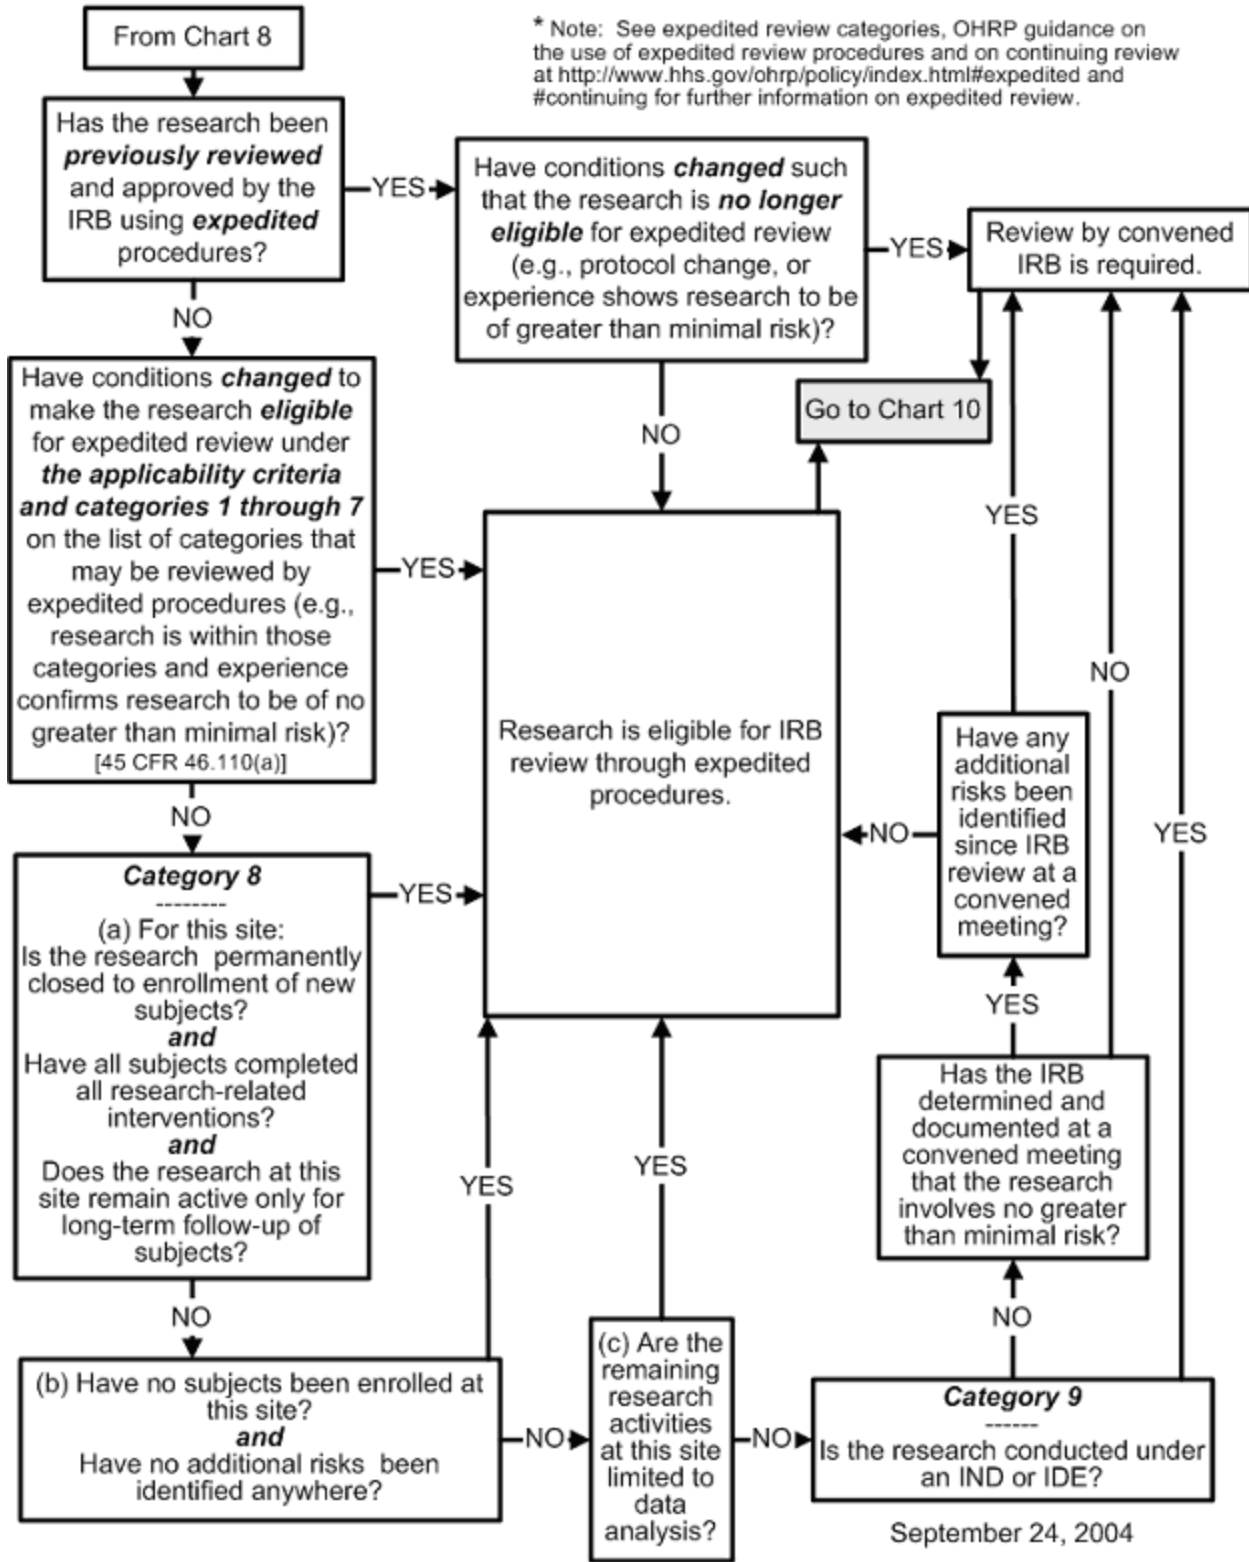 From Chart 8
* Note: See expedited review categories, OHRP guidance on
the use of expedited review procedures and on continuing review
at http://www.hhs.gov/ohrp/policy/index.html#expedited and
#continuing for further information on expedited review.
Has the research been
previously reviewed
and approved by the
IRB using expedited
procedures?
YES
Have conditions changed such
that the research is no longer
eligible for expedited review
(e.g., protocol change, or
experience shows research to be
of greater than minimal risk)?
YES
Review by convened
IRB is required.
NO
NO
Go to Chart 10
Have conditions changed to
make the research eligible
for expedited review under
the applicability criteria
and categories 1 through 7
on the list of categories that
may be reviewed by
expedited procedures (e.g.,
research is within those
categories and experience
confirms research to be of no
greater than minimal risk)?
[45 CFR 46.110(a)]
YES
Research is eligible for IRB
review through expedited
procedures.
YES
NO
YES
Have any
additional
risks been
identified
since IRB
review at a
convened
meeting?
NO
NO
Category 8
--------
(a) For this site:
Is the research permanently
closed to enrollment of new
subjects?
and
Have all subjects completed
all research-related
interventions?
and
Does the research at this
site remain active only for
long-term follow-up of
subjects?
YES
YES
Has the IRB
determined and
documented at a
convened meeting
that the research
involves no greater
than minimal risk?
YES
YES
NO
NO
(b) Have no subjects been enrolled at
this site?
and
Have no additional risks been
identified anywhere?
NO
(c) Are the
remaining
research
activities
at this site
limited to
data
analysis?
NO
Category 9
------
Is the research conducted under
an IND or IDE?
September 24, 2004